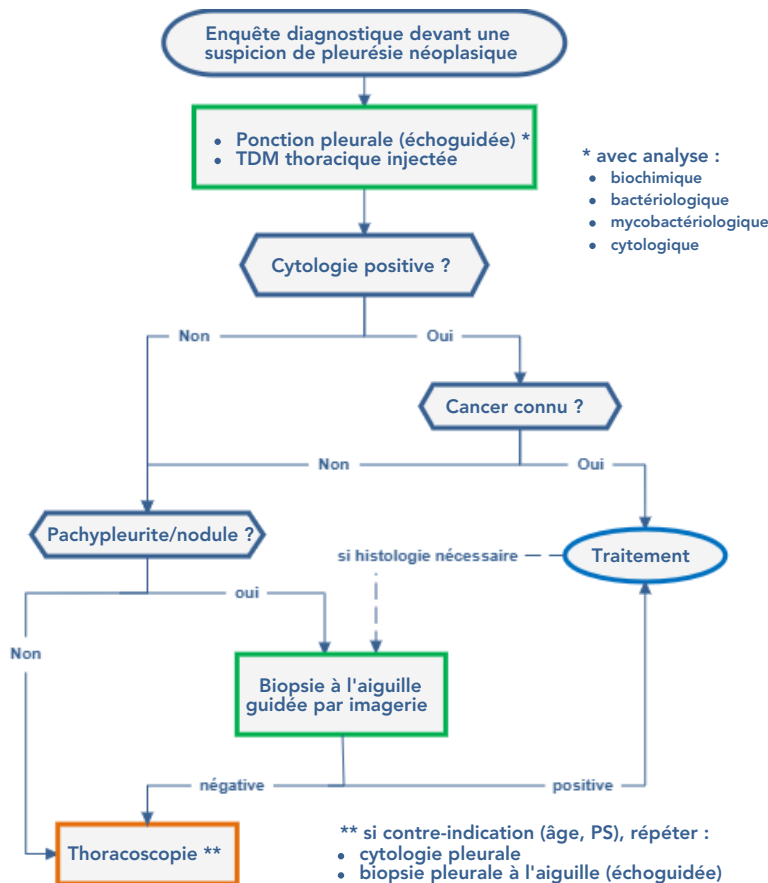 Enquête diagnostique devant une
suspicion de pleurésie néoplasique
• Ponction pleurale (échoguidée) *
• TDM thoracique injectée
* avec analyse :
• biochimique
• bactériologique
• mycobactériologique
• cytologique
Cytologie positive ?
Non
Oui
Cancer connu ?
Non
Oui
Pachypleurite/nodule ?
si histologie nécessaire
Traitement
oui
Non
Biopsie à l'aiguille
guidée par imagerie
négative
positive
Thoracoscopie **
** si contre-indication (âge, PS), répéter :
• cytologie pleurale
• biopsie pleurale à l'aiguille (échoguidée)